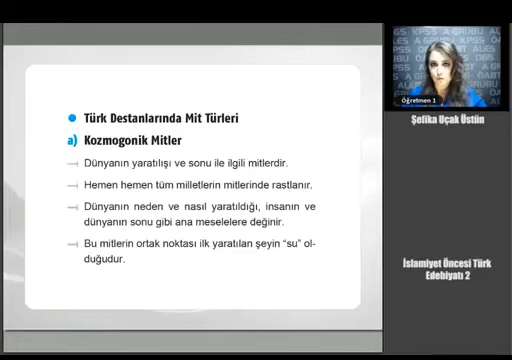 Türk Destanlarında Mit Türleri
a) Kozmogonik Mitler
Dünyanın yaratılışı ve sonu ile ilgili mitlerdir.
Hemen hemen tüm milletlerin mitlerinde rastlanır.
Dünyanın neden ve nasıl yaratıldığı, insanın ve
dünyanın sonu gibi ana meselelere değinir.
Bu mitlerin ortak noktası ilk yaratılan şeyin “su” ol-
duğudur.
Öğretmen 1
Şefika Uçak Üstün
İslamiyet Öncesi Türk
Edebiyatı 2